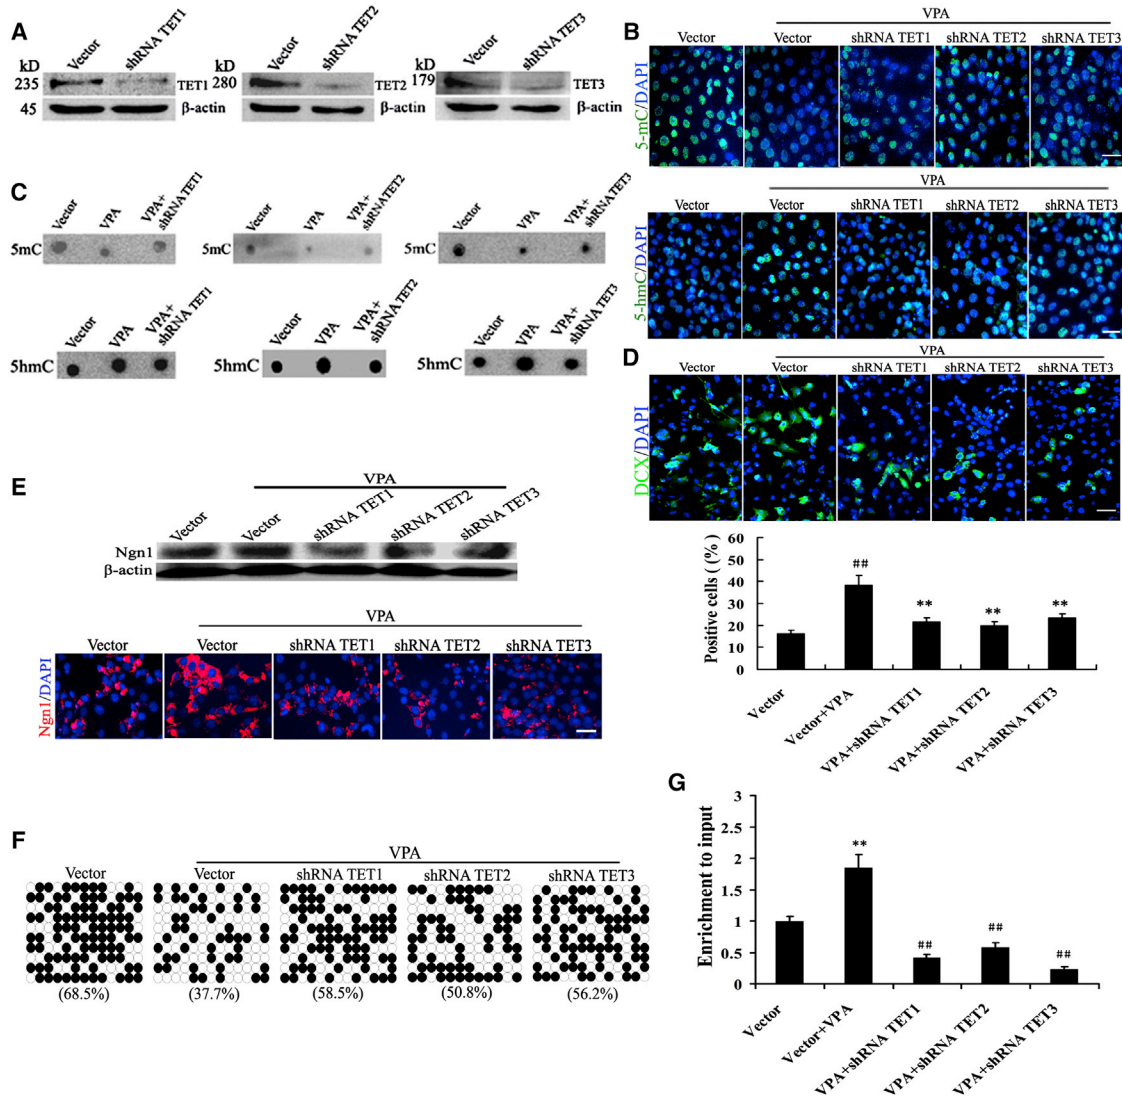 A
Vector
shRNA TET1
kD
235
TET1
45
β-actin
Vector
shRNA TET2
kD
280
TET2
β-actin
Vector
shRNA TET3
kD
179
TET3
β-actin
B
VPA
Vector
Vector
shRNA TET1
shRNA TET2
shRNA TET3
5-mC/DAPI
VPA
Vector
Vector
shRNA TET1
shRNA TET2
shRNA TET3
5-hmC/DAPI
C
Vector
VPA
VPA+
shRNA TET1
5mC
Vector
VPA
VPA+
shRNA TET2
5mC
Vector
VPA
VPA+
shRNA TET3
5mC
Vector
VPA
VPA+
shRNA TET1
5hmC
Vector
VPA
VPA+
shRNA TET2
5hmC
Vector
VPA
VPA+
shRNA TET3
5hmC
D
VPA
Vector
Vector
shRNA TET1
shRNA TET2
shRNA TET3
DCX/DAPI
Positive cells ( (%)
60
50
40
30
20
10
0
##
**
**
**
Vector
Vector+VPA
VPA+shRNA TET1
VPA+shRNA TET2
VPA+shRNA TET3
E
VPA
Vector
Vector
shRNA TET1
shRNA TET2
shRNA TET3
Ngn1
β-actin
VPA
Vector
Vector
shRNA TET1
shRNA TET2
shRNA TET3
Ngn1/DAPI
F
VPA
Vector
Vector
shRNA TET1
shRNA TET2
shRNA TET3
(68.5%)
(37.7%)
(58.5%)
(50.8%)
(56.2%)
G
Enrichment to input
3
2.5
2
1.5
1
0.5
0
**
##
##
##
Vector
Vector+VPA
VPA+shRNA TET1
VPA+shRNA TET2
VPA+shRNA TET3